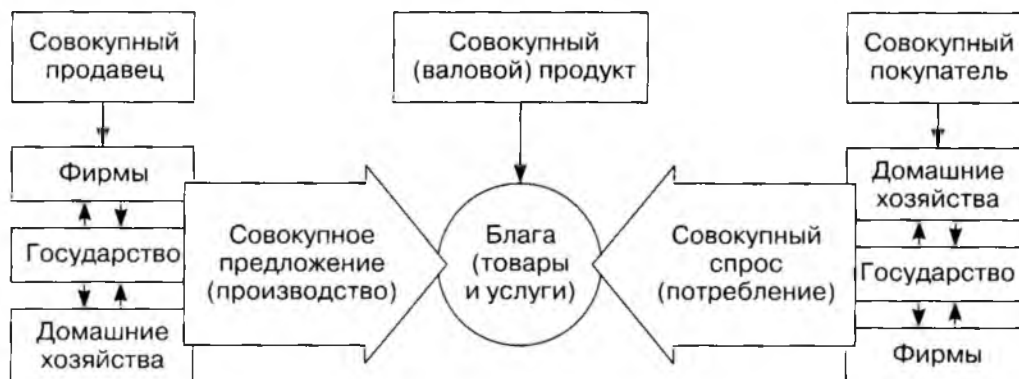 Совокупный
продавец
Совокупный
(валовой) продукт
Совокупный
покупатель
Фирмы
Государство
Домашние
хозяйства
Совокупное
предложение
(производство)
Блага
(товары
и услуги)
Совокупный
спрос
(потребление)
Домашние
хозяйства
Государство
Фирмы